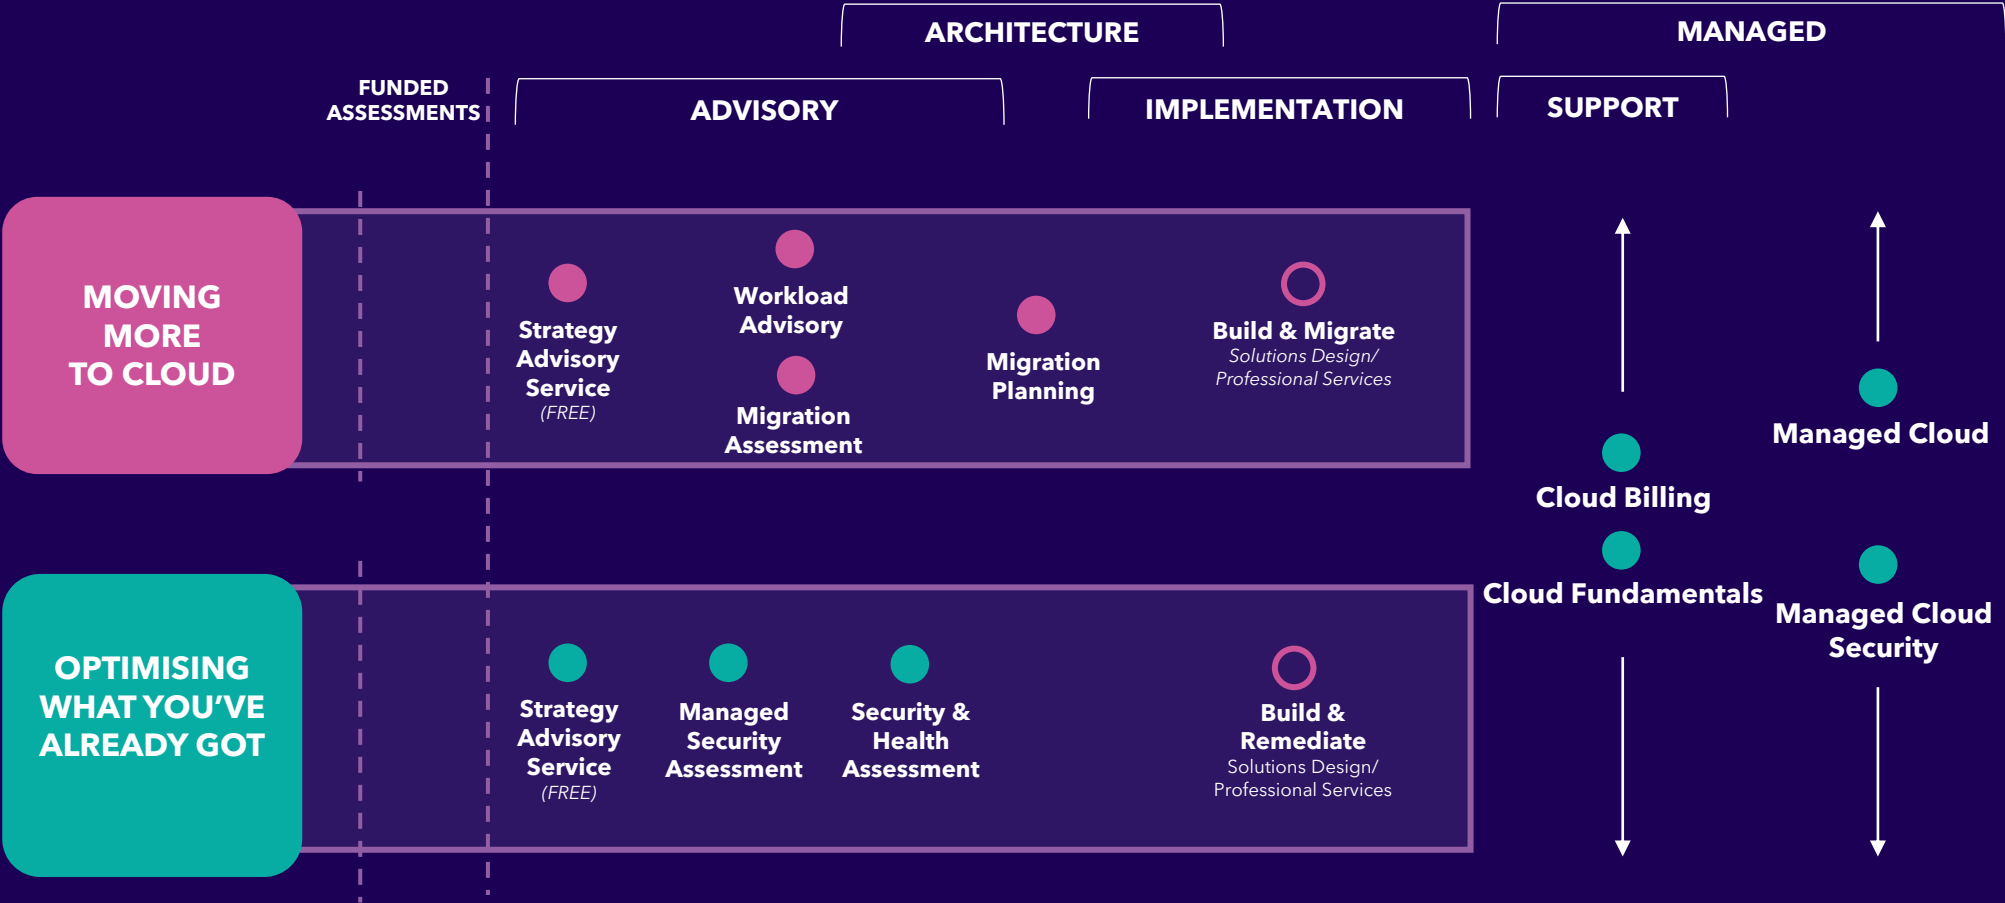 ARCHITECTURE
MANAGED
FUNDED
ASSESSMENTS
ADVISORY
IMPLEMENTATION
SUPPORT
MOVING
MORE
TO CLOUD
Strategy
Advisory
Service
(FREE)
Workload
Advisory
Migration
Assessment
Migration
Planning
Build & Migrate
Solutions Design/
Professional Services
Cloud Billing
Cloud Fundamentals
Managed Cloud
Managed Cloud
Security
OPTIMISING
WHAT YOU’VE
ALREADY GOT
Strategy
Advisory
Service
(FREE)
Managed
Security
Assessment
Security &
Health
Assessment
Build &
Remediate
Solutions Design/
Professional Services